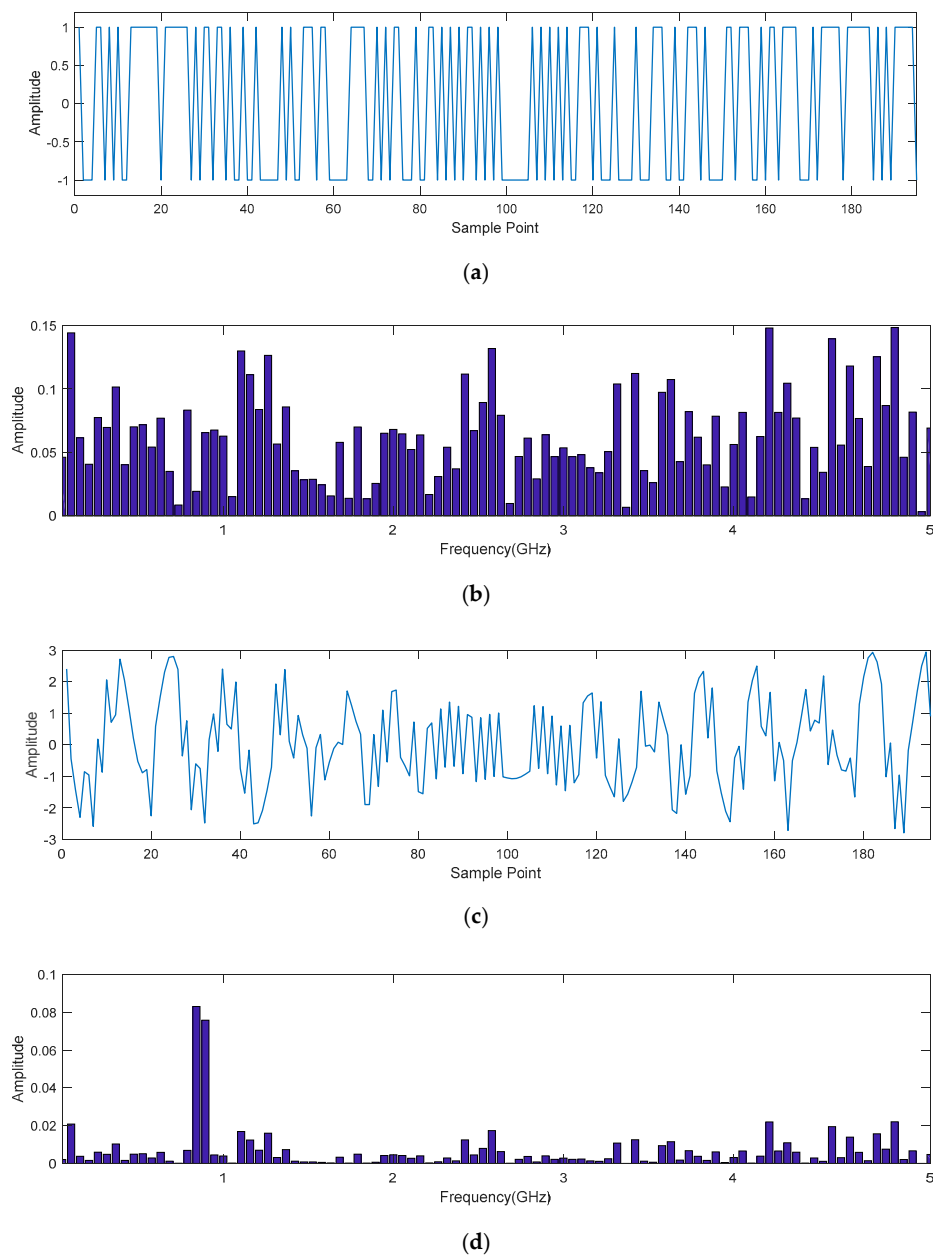 1
0.5
0
-0.5
-1
Amplitude
0 20 40 60 80 100 120 140 160 180
Sample Point
(a)
0.15
0.1
0.05
0
Amplitude
1 2 3 4 5
Frequency(GHz)
(b)
3
2
1
0
-1
-2
-3
Amplitude
0 20 40 60 80 100 120 140 160 180
Sample Point
(c)
0.1
0.08
0.06
0.04
0.02
0
Amplitude
1 2 3 4 5
Frequency(GHz)
(d)